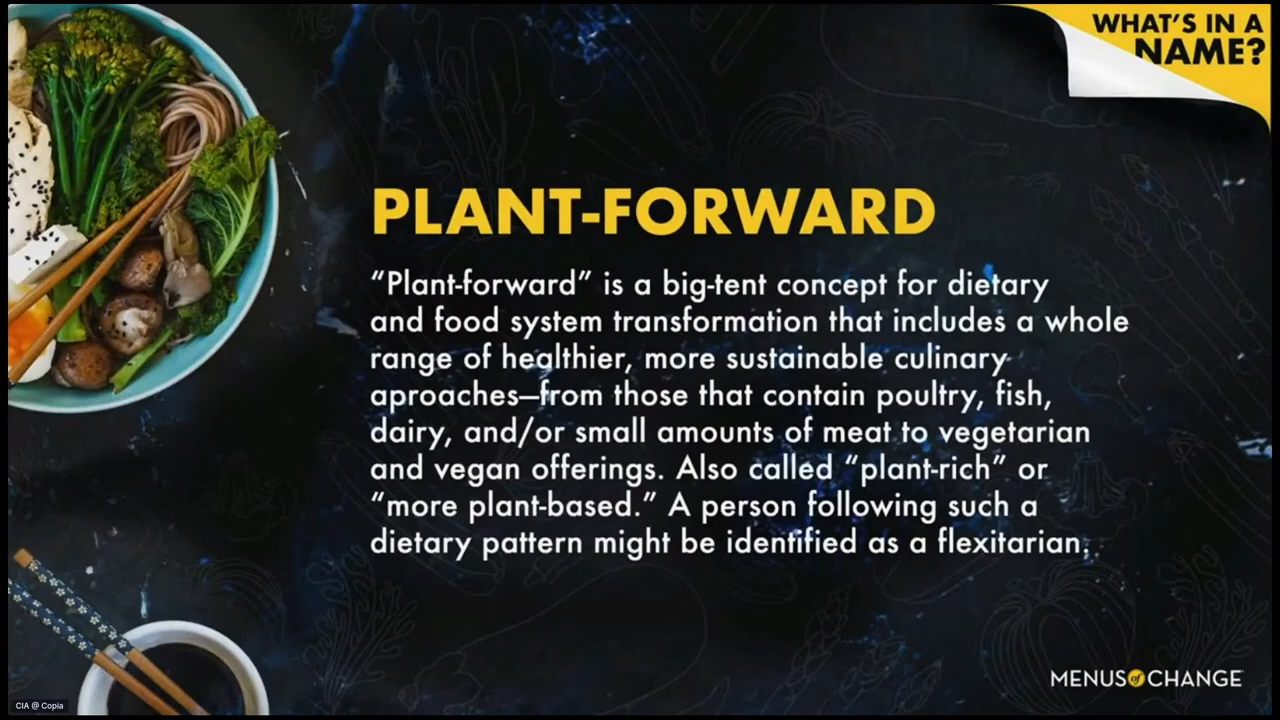 WHAT'S IN A
NAME?
PLANT-FORWARD
“Plant-forward” is a big-tent concept for dietary
and food system transformation that includes a whole
range of healthier, more sustainable culinary
aproaches—from those that contain poultry, fish,
dairy, and/or small amounts of meat to vegetarian
and vegan offerings. Also called “plant-rich” or
“more plant-based.” A person following such a
dietary pattern might be identified as a flexitarian.
MENUS of CHANGE
CIA @ Copia